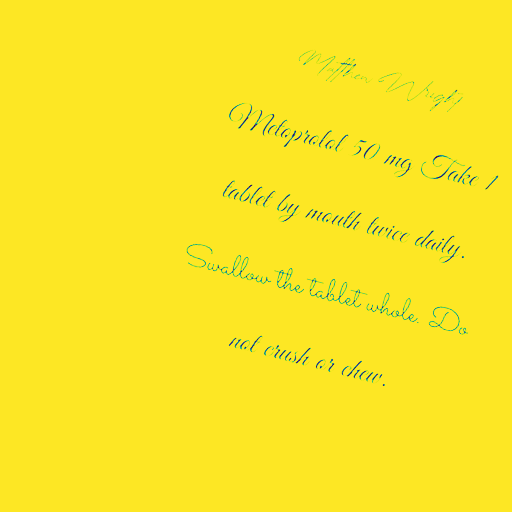 Matthew Wright
Metoprolol 50 mg Take 1
tablet by mouth twice daily.
Swallow the tablet whole. Do
not crush or chew.